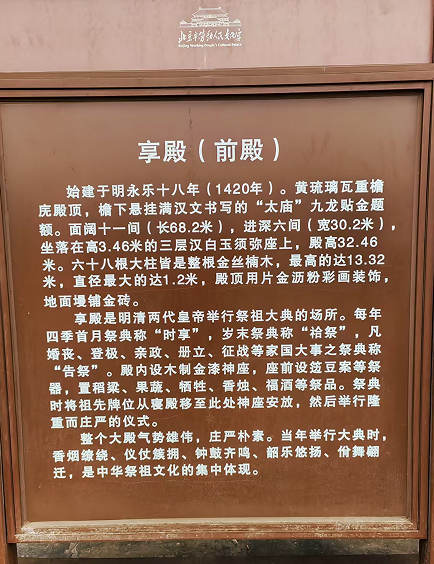 北京市劳动人民文化宫
Beijing Working People's Cultural Palace
享殿（前殿）
始建于明永乐十八年（1420年）。黄琉璃瓦重檐
庑殿顶，檐下悬挂满汉文书写的“太庙”九龙贴金题
额。面阔十一间（长68.2米），进深六间（宽30.2米），
坐落在高3.46米的三层汉白玉须弥座上，殿高32.46
米。六十八根大柱皆是整根金丝楠木，最高的达13.32
米，直径最大的达1.2米，殿顶用片金沥粉彩画装饰，
地面墁铺金砖。
享殿是明清两代皇帝举行祭祖大典的场所。每年
四季首月祭典称“时享”，岁末祭典称“祫祭”，凡
婚丧、登极、亲政、册立、征战等家国大事之祭典称
“告祭”。殿内设木制金漆神座，座前设笾豆案等祭
器，置稻粱、果蔬、牺牲、香烛、福酒等祭品。祭典
时将祖先牌位从寝殿移至此处神座安放，然后举行隆
重而庄严的仪式。
整个大殿气势雄伟，庄严朴素。当年举行大典时，
香烟缭绕、仪仗簇拥、钟鼓齐鸣、韶乐悠扬、佾舞翩
迁，是中华祭祖文化的集中体现。